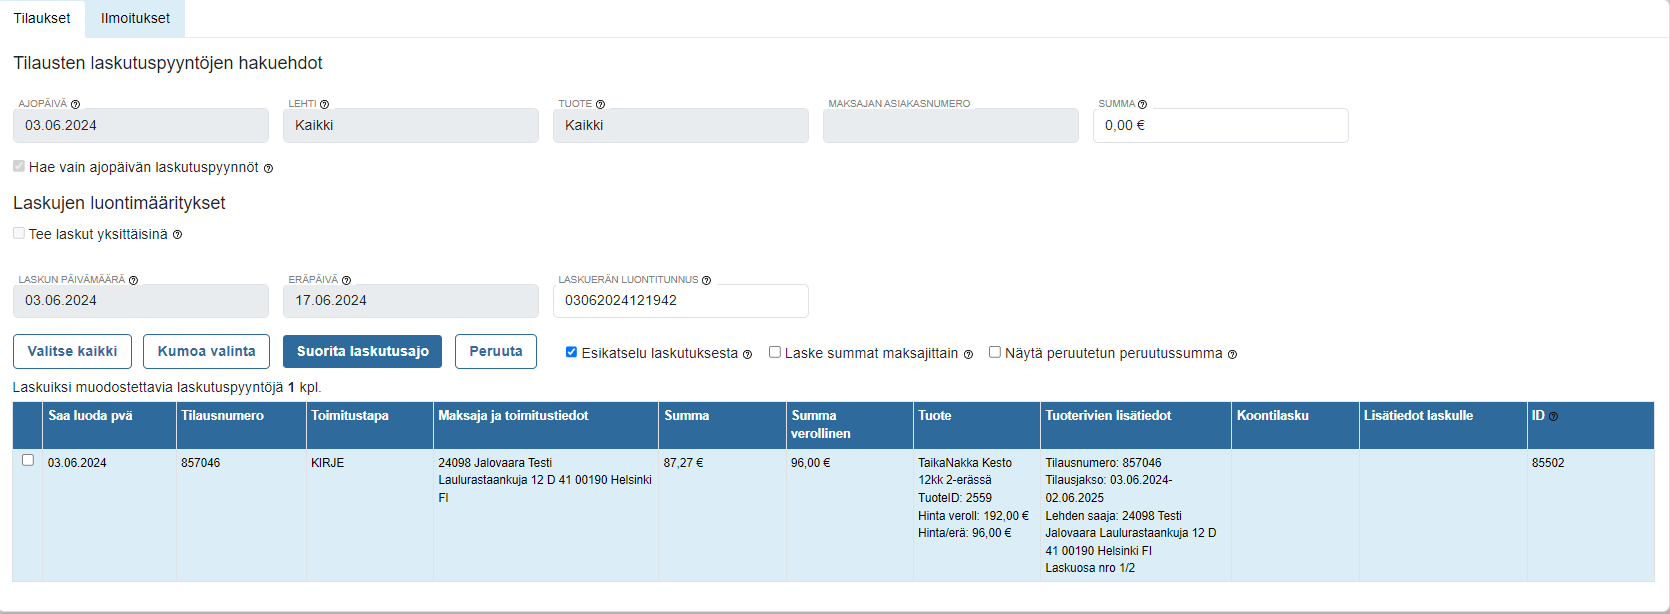 Tilaukset Ilmoitukset
Tilausten laskutuspyyntöjen hakuehdot
AJOPÄIVÄ LEHTI TUOTE MAKSAJAN ASIAKASNUMERO SUMMA
03.06.2024 Kaikki Kaikki 0,00 €
Hae vain ajopäivän laskutuspyynnöt
Laskujen luontimääritykset
Tee laskut yksittäisinä
LASKUN PÄIVÄMÄÄRÄ ERÄPÄIVÄ LASKUERÄN LUONTITUNNUS
03.06.2024 17.06.2024 03062024121942
Valitse kaikki Kumoa valinta Suorita laskutusajo Peruuta Esikatselu laskutuksesta Laske summat maksajittain Näytä peruutetun peruutussumma
Laskuiksi muodostettavia laskutuspyyntöjä 1 kpl.
Saa luoda pvä Tilausnumero Toimitustapa Maksaja ja toimitustiedot Summa Summa verollinen Tuote Tuoterivien lisätiedot Koontilasku Lisätiedot laskulle ID
03.06.2024 857046 KIRJE
24098 Jalovaara Testi
Laulurastaankuja 12 D 41 00190 Helsinki
FI
87,27 € 96,00 €
TaikaNakka Kesto
12kk 2-erässä
TuoteID: 2559
Hinta veroll: 192,00 €
Hinta/erä: 96,00 €
Tilausnumero: 857046
Tilausjakso: 03.06.2024-
02.06.2025
Lehden saaja: 24098 Testi
Jalovaara Laulurastaankuja 12 D
41 00190 Helsinki FI
Laskuosa nro 1/2
85502